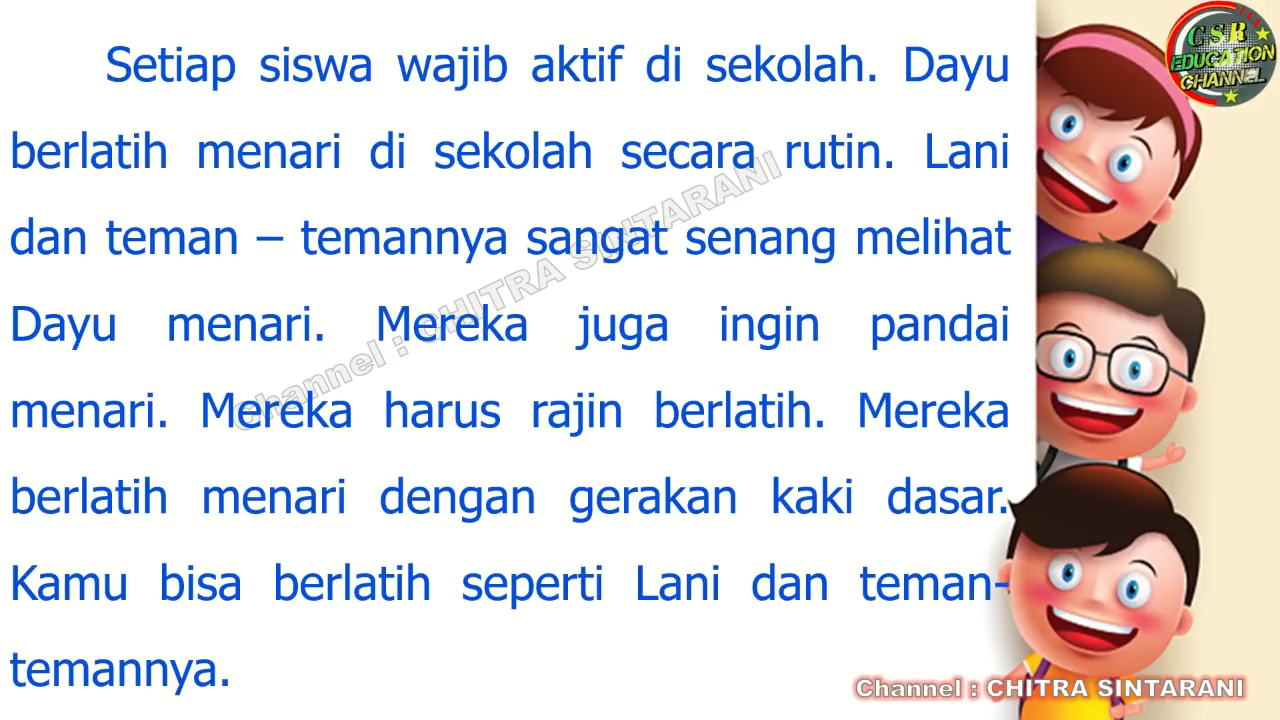 Setiap siswa wajib aktif di sekolah. Dayu
berlatih menari di sekolah secara rutin. Lani
dan teman – temannya sangat senang melihat
Dayu menari. Mereka juga ingin pandai
menari. Mereka harus rajin berlatih. Mereka
berlatih menari dengan gerakan kaki dasar.
Kamu bisa berlatih seperti Lani dan teman-
temannya.
Channel : CHITRA SINTARANI
CSR
EDUCATION
CHANNEL
Channel : CHITRA SINTARANI